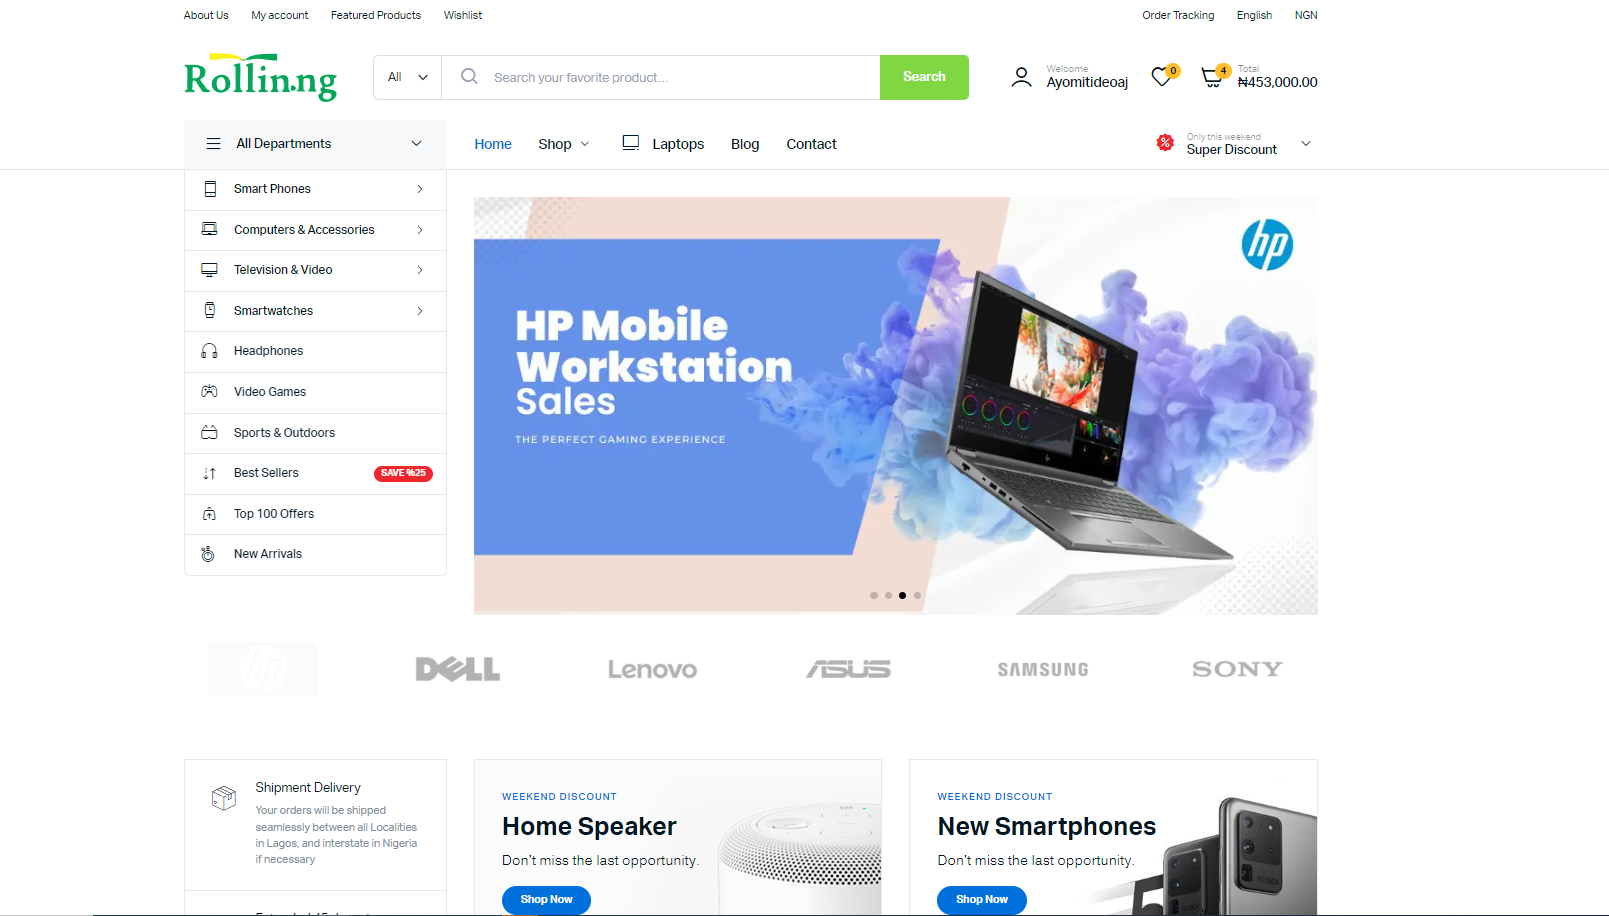 About Us My account Featured Products Wishlist Order Tracking English NGN
Rollin.ng
All Search your favorite product... Search
Welcome
Ayomitideoaj
0
4
Total
₦453,000.00
All Departments
Home Shop Laptops Blog Contact
Only this weekend
Super Discount
Smart Phones
Computers & Accessories
Television & Video
Smartwatches
Headphones
Video Games
Sports & Outdoors
Best Sellers SAVE %25
Top 100 Offers
New Arrivals
hp
HP Mobile
Workstation
Sales
THE PERFECT GAMING EXPERIENCE
hp DELL Lenovo ASUS SAMSUNG SONY
Shipment Delivery
Your orders will be shipped
seamlessly between all Localities
in Lagos, and interstate in Nigeria
if necessary
WEEKEND DISCOUNT
Home Speaker
Don't miss the last opportunity.
Shop Now
WEEKEND DISCOUNT
New Smartphones
Don't miss the last opportunity.
Shop Now